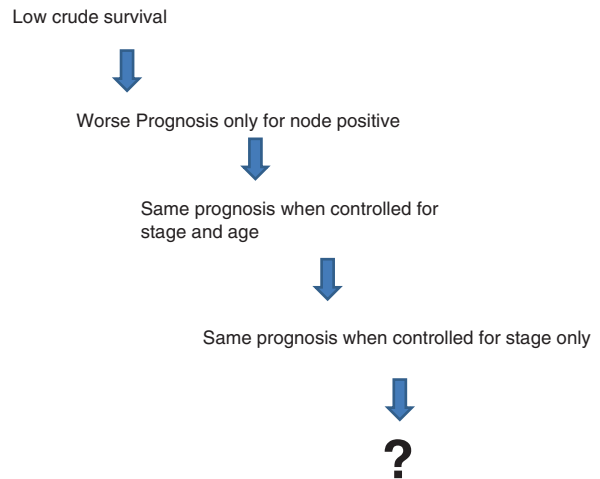 Low crude survival
Worse Prognosis only for node positive
Same prognosis when controlled for
stage and age
Same prognosis when controlled for stage only
?